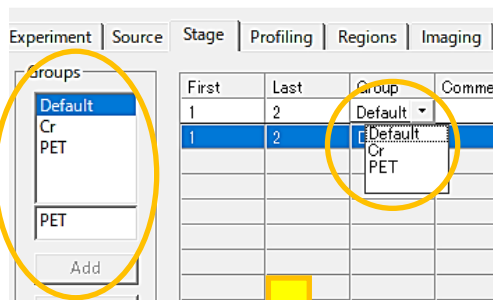 Experiment Source Stage Profiling Regions Imaging
Groups
Default
Cr
PET
PET
Add
First Last Group Comme
1 2 Default
1 2
Default
Cr
PET